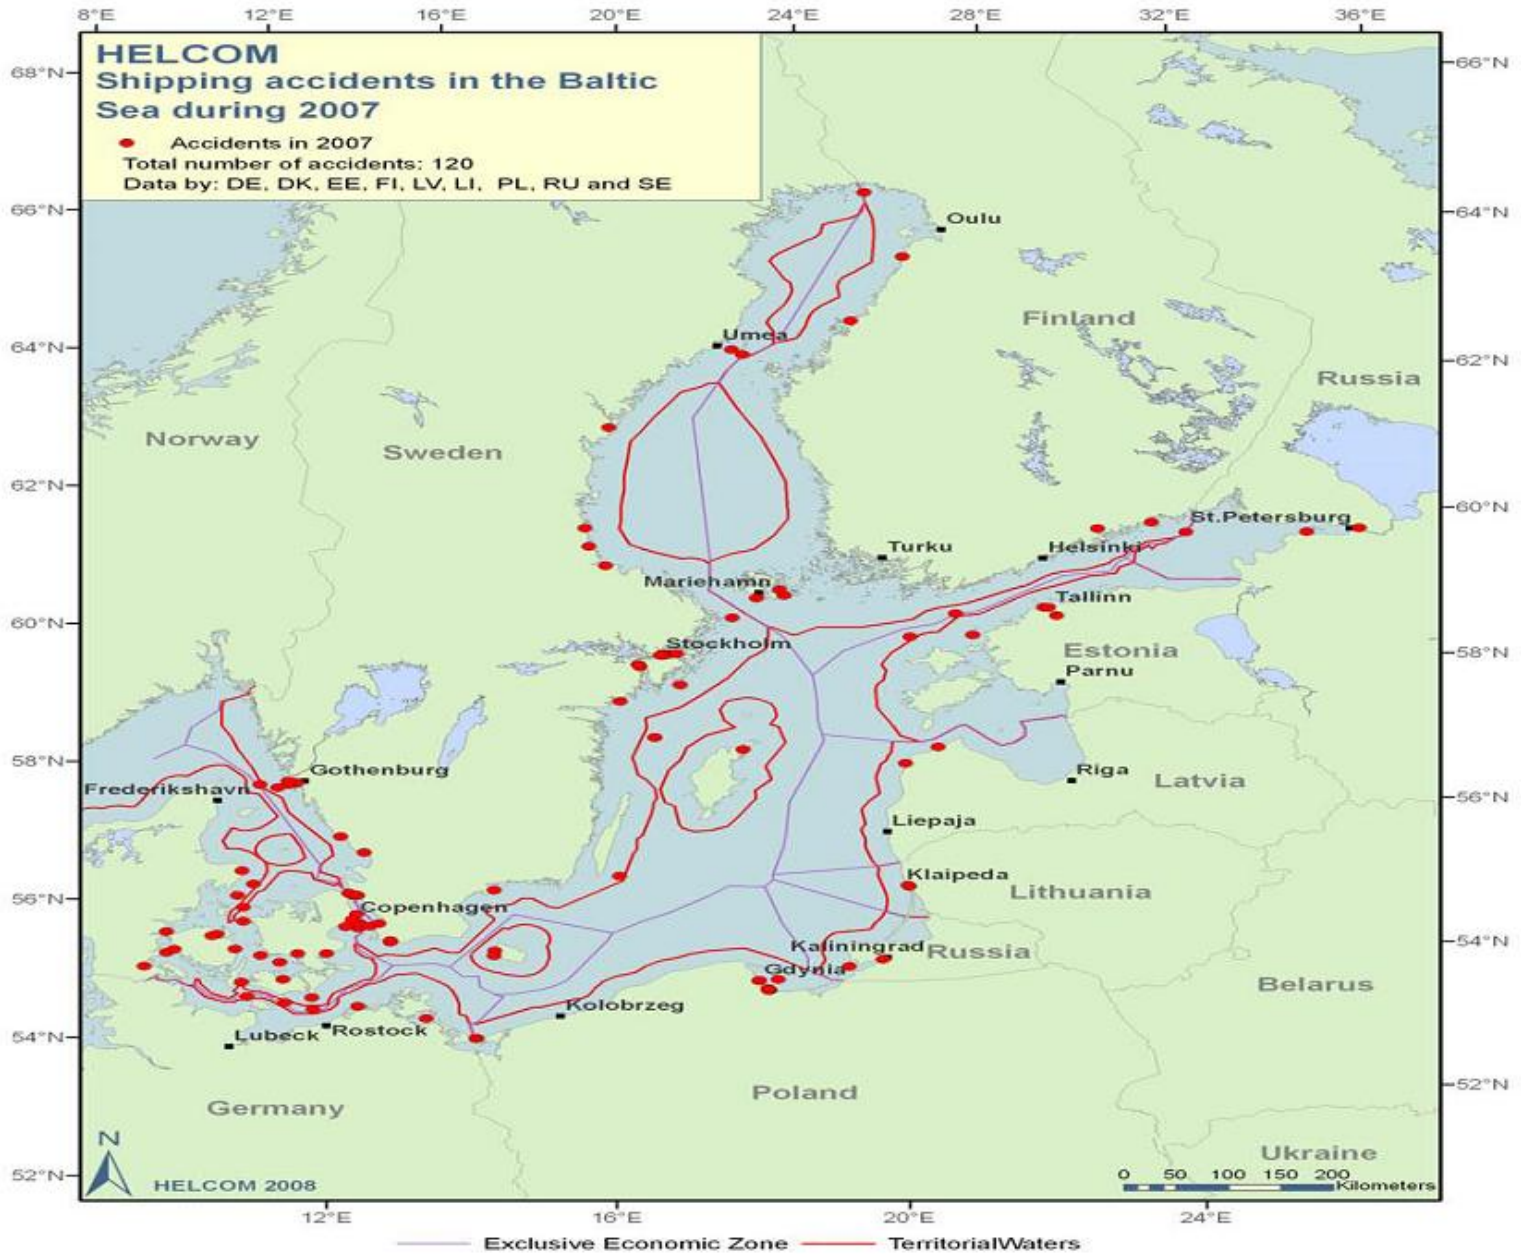 8°E 12°E 16°E 20°E 24°E 28°E 32°E 36°E
HELCOM
Shipping accidents in the Baltic
Sea during 2007
Accidents in 2007
Total number of accidents: 120
Data by: DE, DK, EE, FI, LV, LI, PL, RU and SE
68°N
66°N
66°N
64°N
Oulu
Finland
Umea
64°N
62°N
Russia
Norway
Sweden
62°N
60°N
St.Petersburg
Turku
Helsinki
Mariehamn
Tallinn
60°N
Stockholm
58°N
Estonia
Parnu
58°N
Gothenburg
Riga
Latvia
Frederikshavn
56°N
Liepaja
Klaipeda
Lithuania
56°N
Copenhagen
54°N
Kaliningrad
Russia
Gdynia
Belarus
Kolobrzeg
54°N
Lubeck
Rostock
52°N
Poland
Germany
N
Ukraine
52°N
0 50 100 150 200
Kilometers
HELCOM 2008
12°E 16°E 20°E 24°E
Exclusive Economic Zone
TerritorialWaters